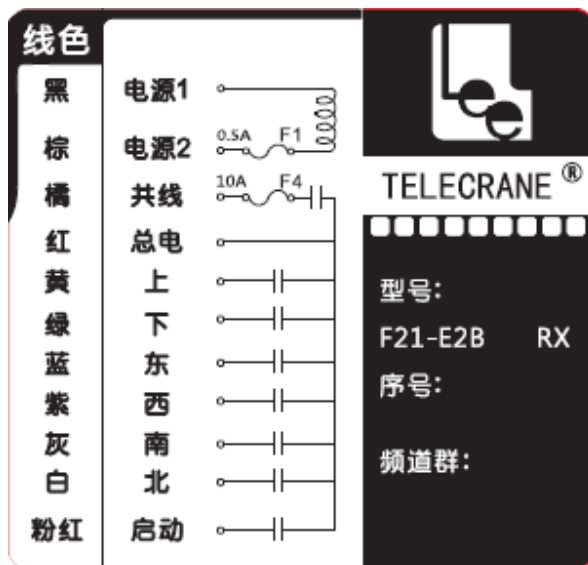 线色
黑 电源1
棕 电源2 0.5A F1
橘 共线 10A F4
红 总电
黄 上
绿 下
蓝 东
紫 西
灰 南
白 北
粉红 启动
Lee
TELECRANE ®
型号:
F21-E2B RX
序号:
频道群: